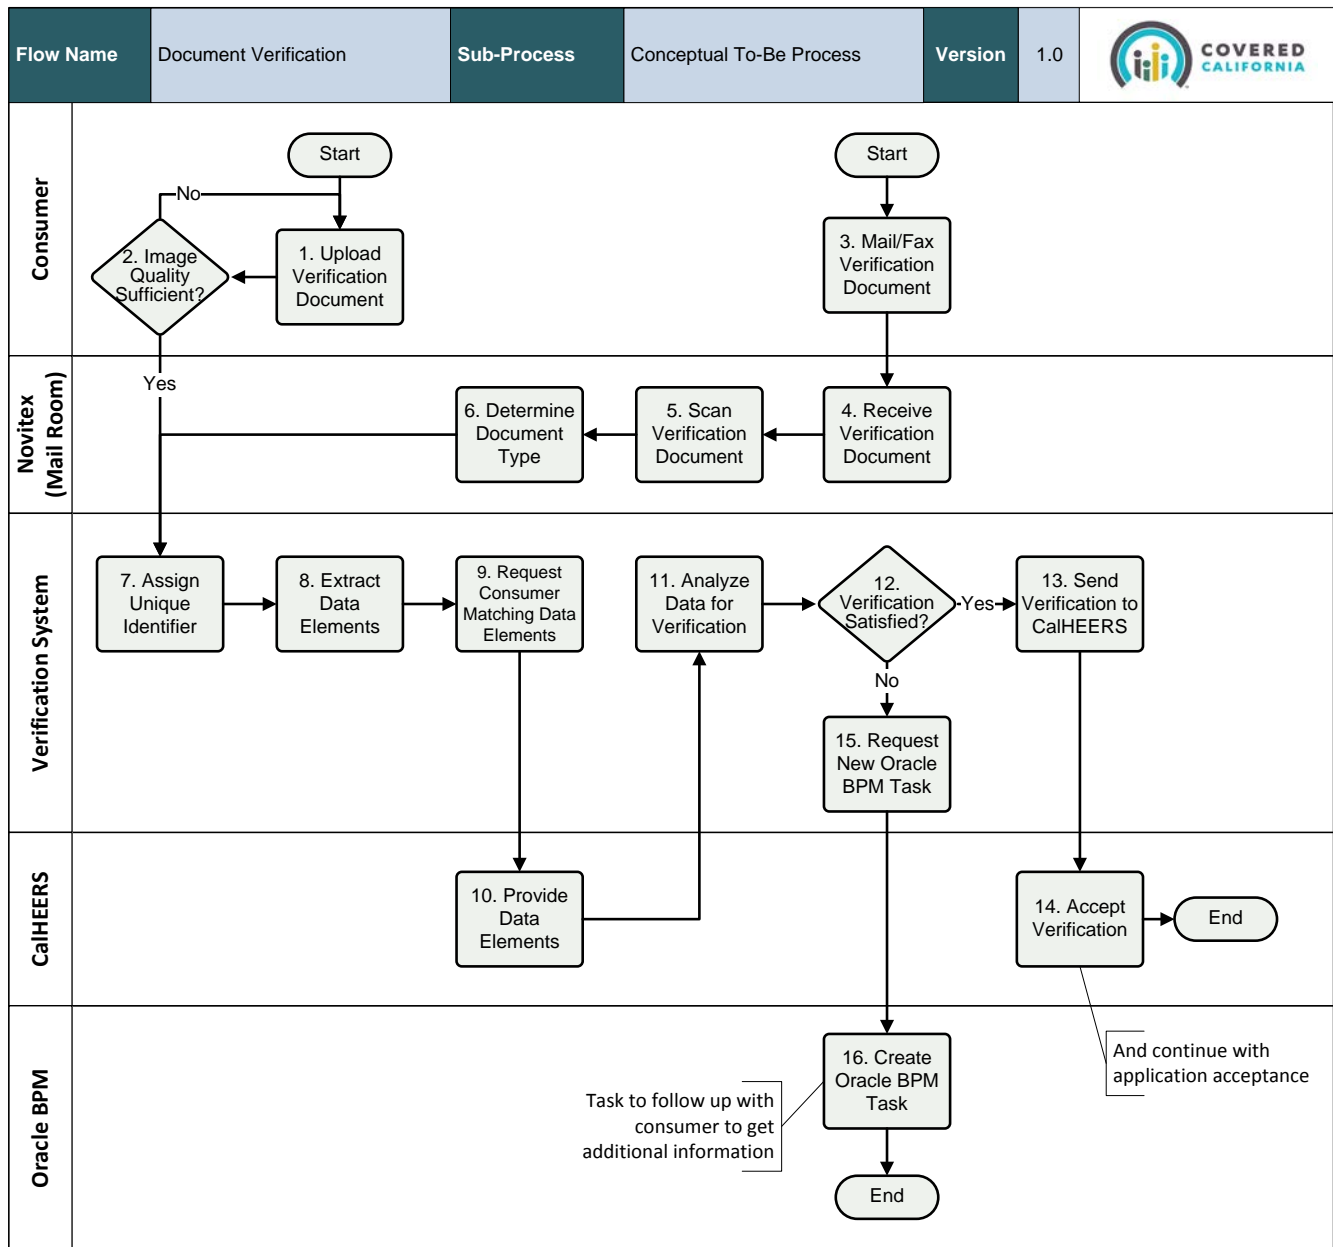 Flow Name
Document Verification
Sub-Process
Conceptual To-Be Process
Version
1.0
COVERED
CALIFORNIA
Consumer
Start
Start
No
2. Image
Quality
Sufficient?
1. Upload
Verification
Document
3. Mail/Fax
Verification
Document
Novitex
(Mail Room)
Yes
6. Determine
Document
Type
5. Scan
Verification
Document
4. Receive
Verification
Document
Verification System
7. Assign
Unique
Identifier
8. Extract
Data
Elements
9. Request
Consumer
Matching Data
Elements
11. Analyze
Data for
Verification
12.
Verification
Satisfied?
Yes
13. Send
Verification to
CalHEERS
No
15. Request
New Oracle
BPM Task
CalHEERS
10. Provide
Data
Elements
14. Accept
Verification
End
Oracle BPM
16. Create
Oracle BPM
Task
And continue with
application acceptance
Task to follow up with
consumer to get
additional information
End